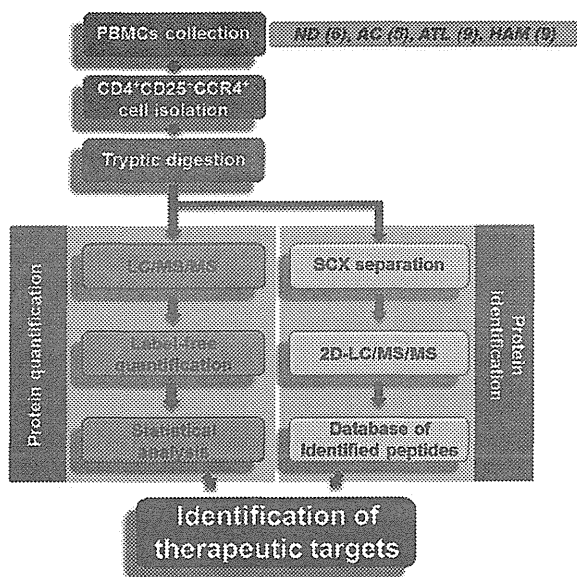 PBMCs collection
ND (6), AC (5), ATL (9), HAM (9)
CD4⁺CD25⁺CCR4⁺
cell isolation
Tryptic digestion
Protein quantification
LC/MS/MS
Label-free
quantification
Statistical
analysis
SCX separation
2D-LC/MS/MS
Database of
Identified peptides
Protein
identification
Identification of
therapeutic targets